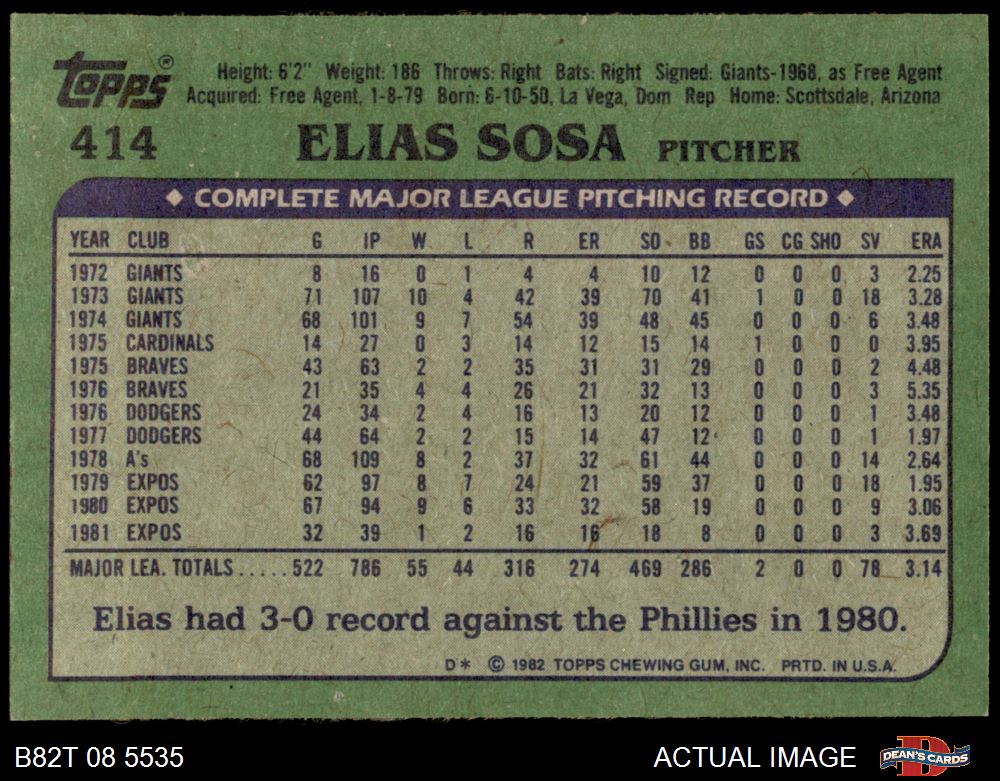 Topps®
Height: 6'2" Weight: 186 Throws: Right Bats: Right Signed: Giants-1968, as Free Agent
Acquired: Free Agent, 1-8-79 Born: 6-10-50, La Vega, Dom Rep Home: Scottsdale, Arizona
414 ELIAS SOSA PITCHER
◆ COMPLETE MAJOR LEAGUE PITCHING RECORD ◆
YEAR CLUB G IP W L R ER SO BB GS CG SHO SV ERA
1972 GIANTS 8 16 0 1 4 4 10 12 0 0 0 3 2.25
1973 GIANTS 71 107 10 4 42 39 70 41 1 0 0 18 3.28
1974 GIANTS 68 101 9 7 54 39 48 45 0 0 0 6 3.48
1975 CARDINALS 14 27 0 3 14 12 15 14 1 0 0 0 3.95
1975 BRAVES 43 63 2 2 35 31 31 29 0 0 0 2 4.48
1976 BRAVES 21 35 4 4 26 21 32 13 0 0 0 3 5.35
1976 DODGERS 24 34 2 4 16 13 20 12 0 0 0 1 3.48
1977 DODGERS 44 64 2 2 15 14 47 12 0 0 0 1 1.97
1978 A's 68 109 8 2 37 32 61 44 0 0 0 14 2.64
1979 EXPOS 62 97 8 7 24 21 59 37 0 0 0 18 1.95
1980 EXPOS 67 94 9 6 33 32 58 19 0 0 0 9 3.06
1981 EXPOS 32 39 1 2 16 16 18 8 0 0 0 3 3.69
MAJOR LEA. TOTALS.....522 786 55 44 316 274 469 286 2 0 0 78 3.14
Elias had 3-0 record against the Phillies in 1980.
D* © 1982 TOPPS CHEWING GUM, INC. PRTD. IN U.S.A.
B82T 08 5535 ACTUAL IMAGE DEAN'S CARDS